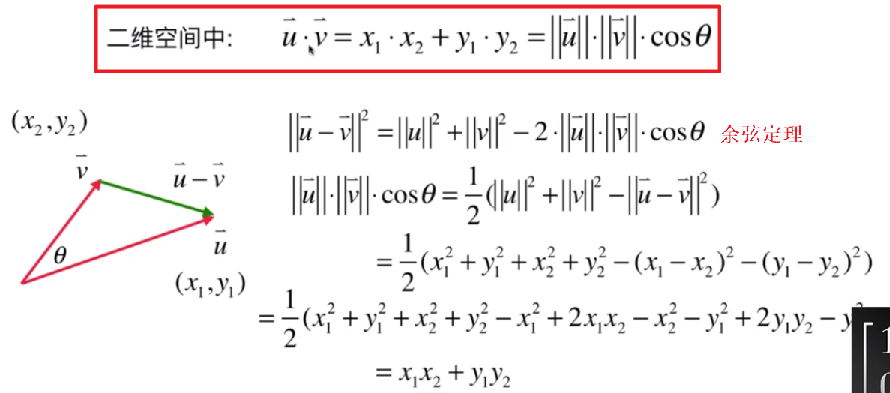 二维空间中: u⃗·v⃗ = x₁·x₂ + y₁·y₂ = ||u⃗||·||v⃗||·cosθ
(x₂,y₂)
||u⃗ − v⃗||² = ||u||² + ||v||² − 2·||u⃗||·||v⃗||·cosθ 余弦定理
v⃗
u⃗ − v⃗
||u⃗||·||v⃗||·cosθ = 1/2(||u||² + ||v||² − ||u⃗ − v⃗||²)
θ
u⃗
= 1/2(x₁² + y₁² + x₂² + y₂² − (x₁ − x₂)² − (y₁ − y₂)²)
(x₁,y₁)
= 1/2(x₁² + y₁² + x₂² + y₂² − x₁² + 2x₁x₂ − x₂² − y₁² + 2y₁y₂ −
= x₁x₂ + y₁y₂